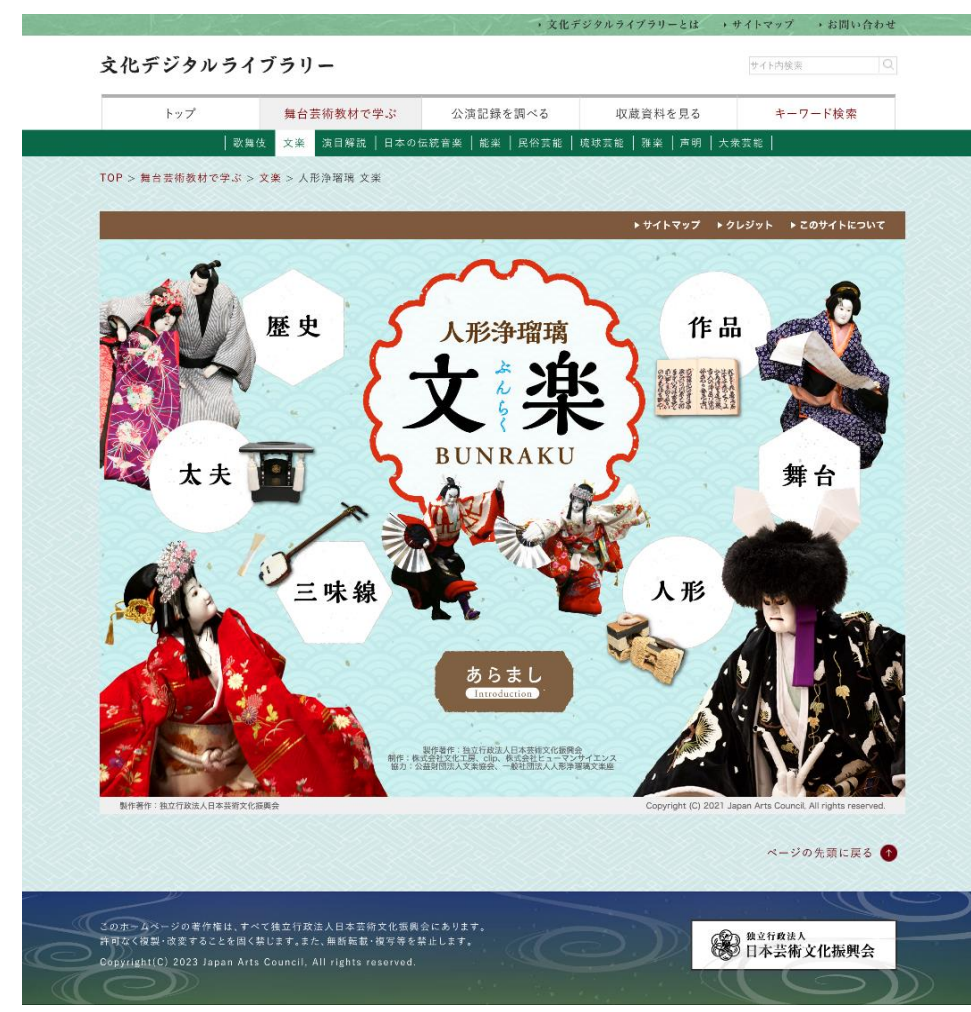 文化デジタルライブラリーとは サイトマップ お問い合わせ
文化デジタルライブラリー
サイト内検索
トップ 舞台芸術教材で学ぶ 公演記録を調べる 収蔵資料を見る キーワード検索
歌舞伎 | 文楽 | 演目解説 | 日本の伝統音楽 | 能楽 | 民俗芸能 | 琉球芸能 | 雅楽 | 声明 | 大衆芸能 |
TOP > 舞台芸術教材で学ぶ > 文楽 > 人形浄瑠璃 文楽
サイトマップ クレジット このサイトについて
歴史
人形浄瑠璃
文楽
ぶんらく
BUNRAKU
作品
太夫
舞台
三味線
人形
あらまし
Introduction
製作著作：独立行政法人日本芸術文化振興会
制作：株式会社文化工房、clip、株式会社ヒューマンサイエンス
協力：公益財団法人文楽協会、一般社団法人人形浄瑠璃文楽座
製作著作：独立行政法人日本芸術文化振興会
Copyright (C) 2021 Japan Arts Council, All rights reserved.
ページの先頭に戻る
このホームページの著作権は、すべて独立行政法人日本芸術文化振興会にあります。
許可なく複製・改変することを固く禁じます。また、無断転載・複写等を禁止します。
Copyright(C) 2023 Japan Arts Council, All rights reserved.
独立行政法人
日本芸術文化振興会